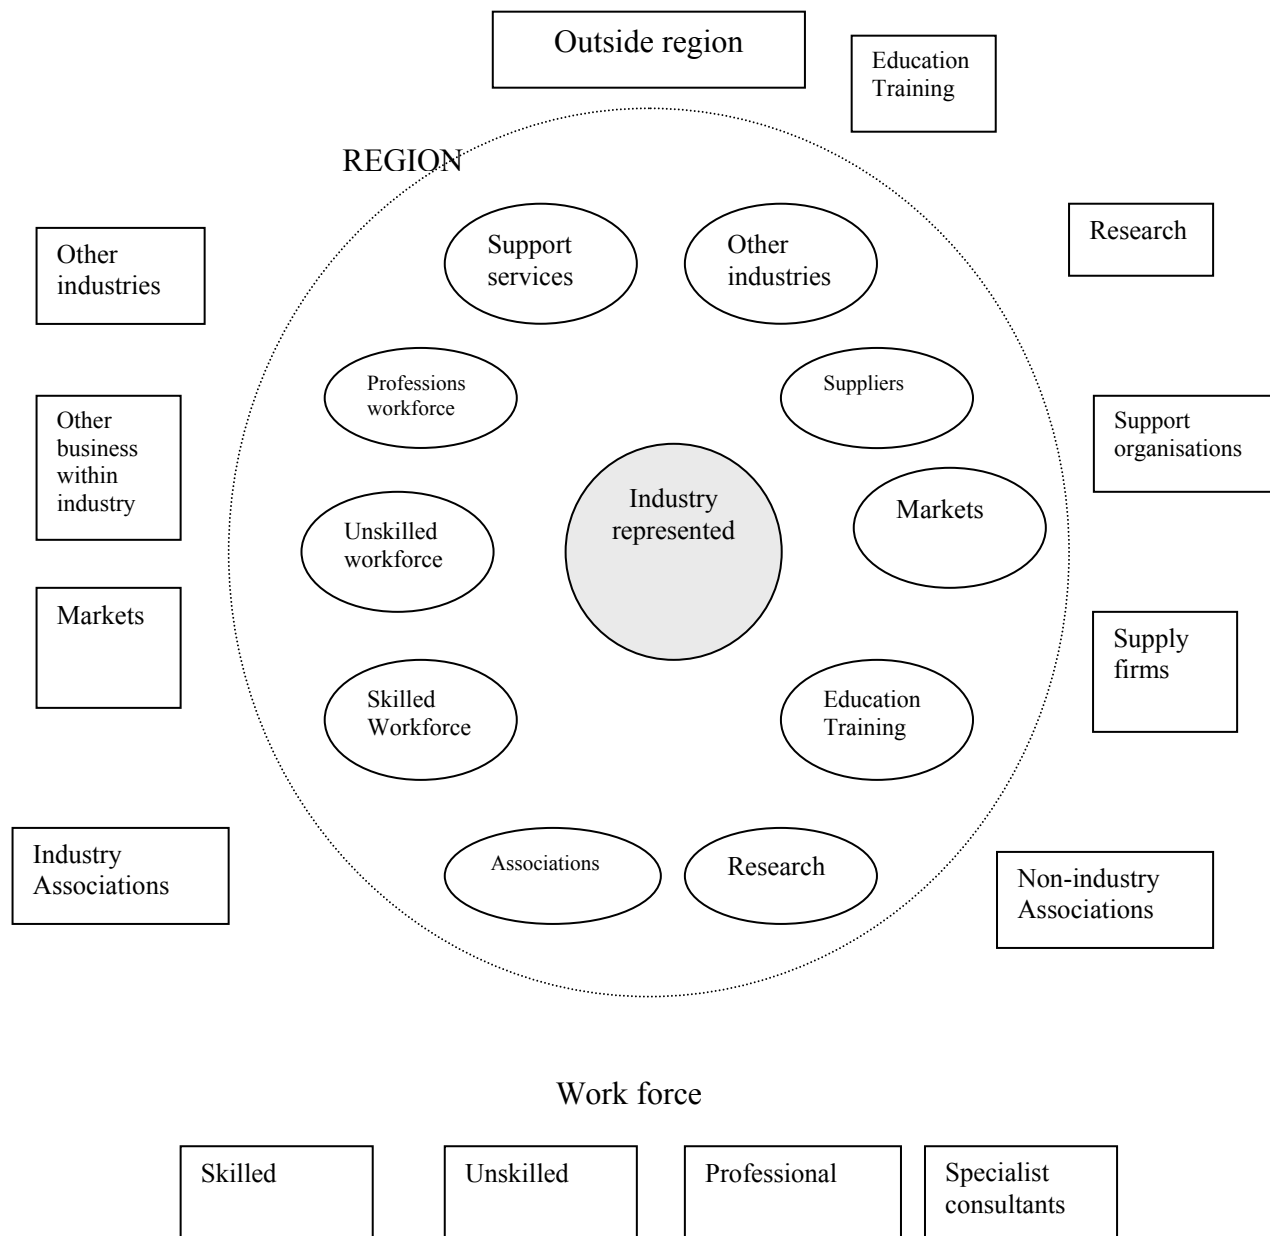 Outside region
Education
Training
REGION
Support
services
Other
industries
Research
Other
industries
Professions
workforce
Suppliers
Other
business
within
industry
Support
organisations
Industry
represented
Markets
Unskilled
workforce
Markets
Supply
firms
Skilled
Workforce
Education
Training
Industry
Associations
Associations
Research
Non-industry
Associations
Work force
Skilled
Unskilled
Professional
Specialist
consultants